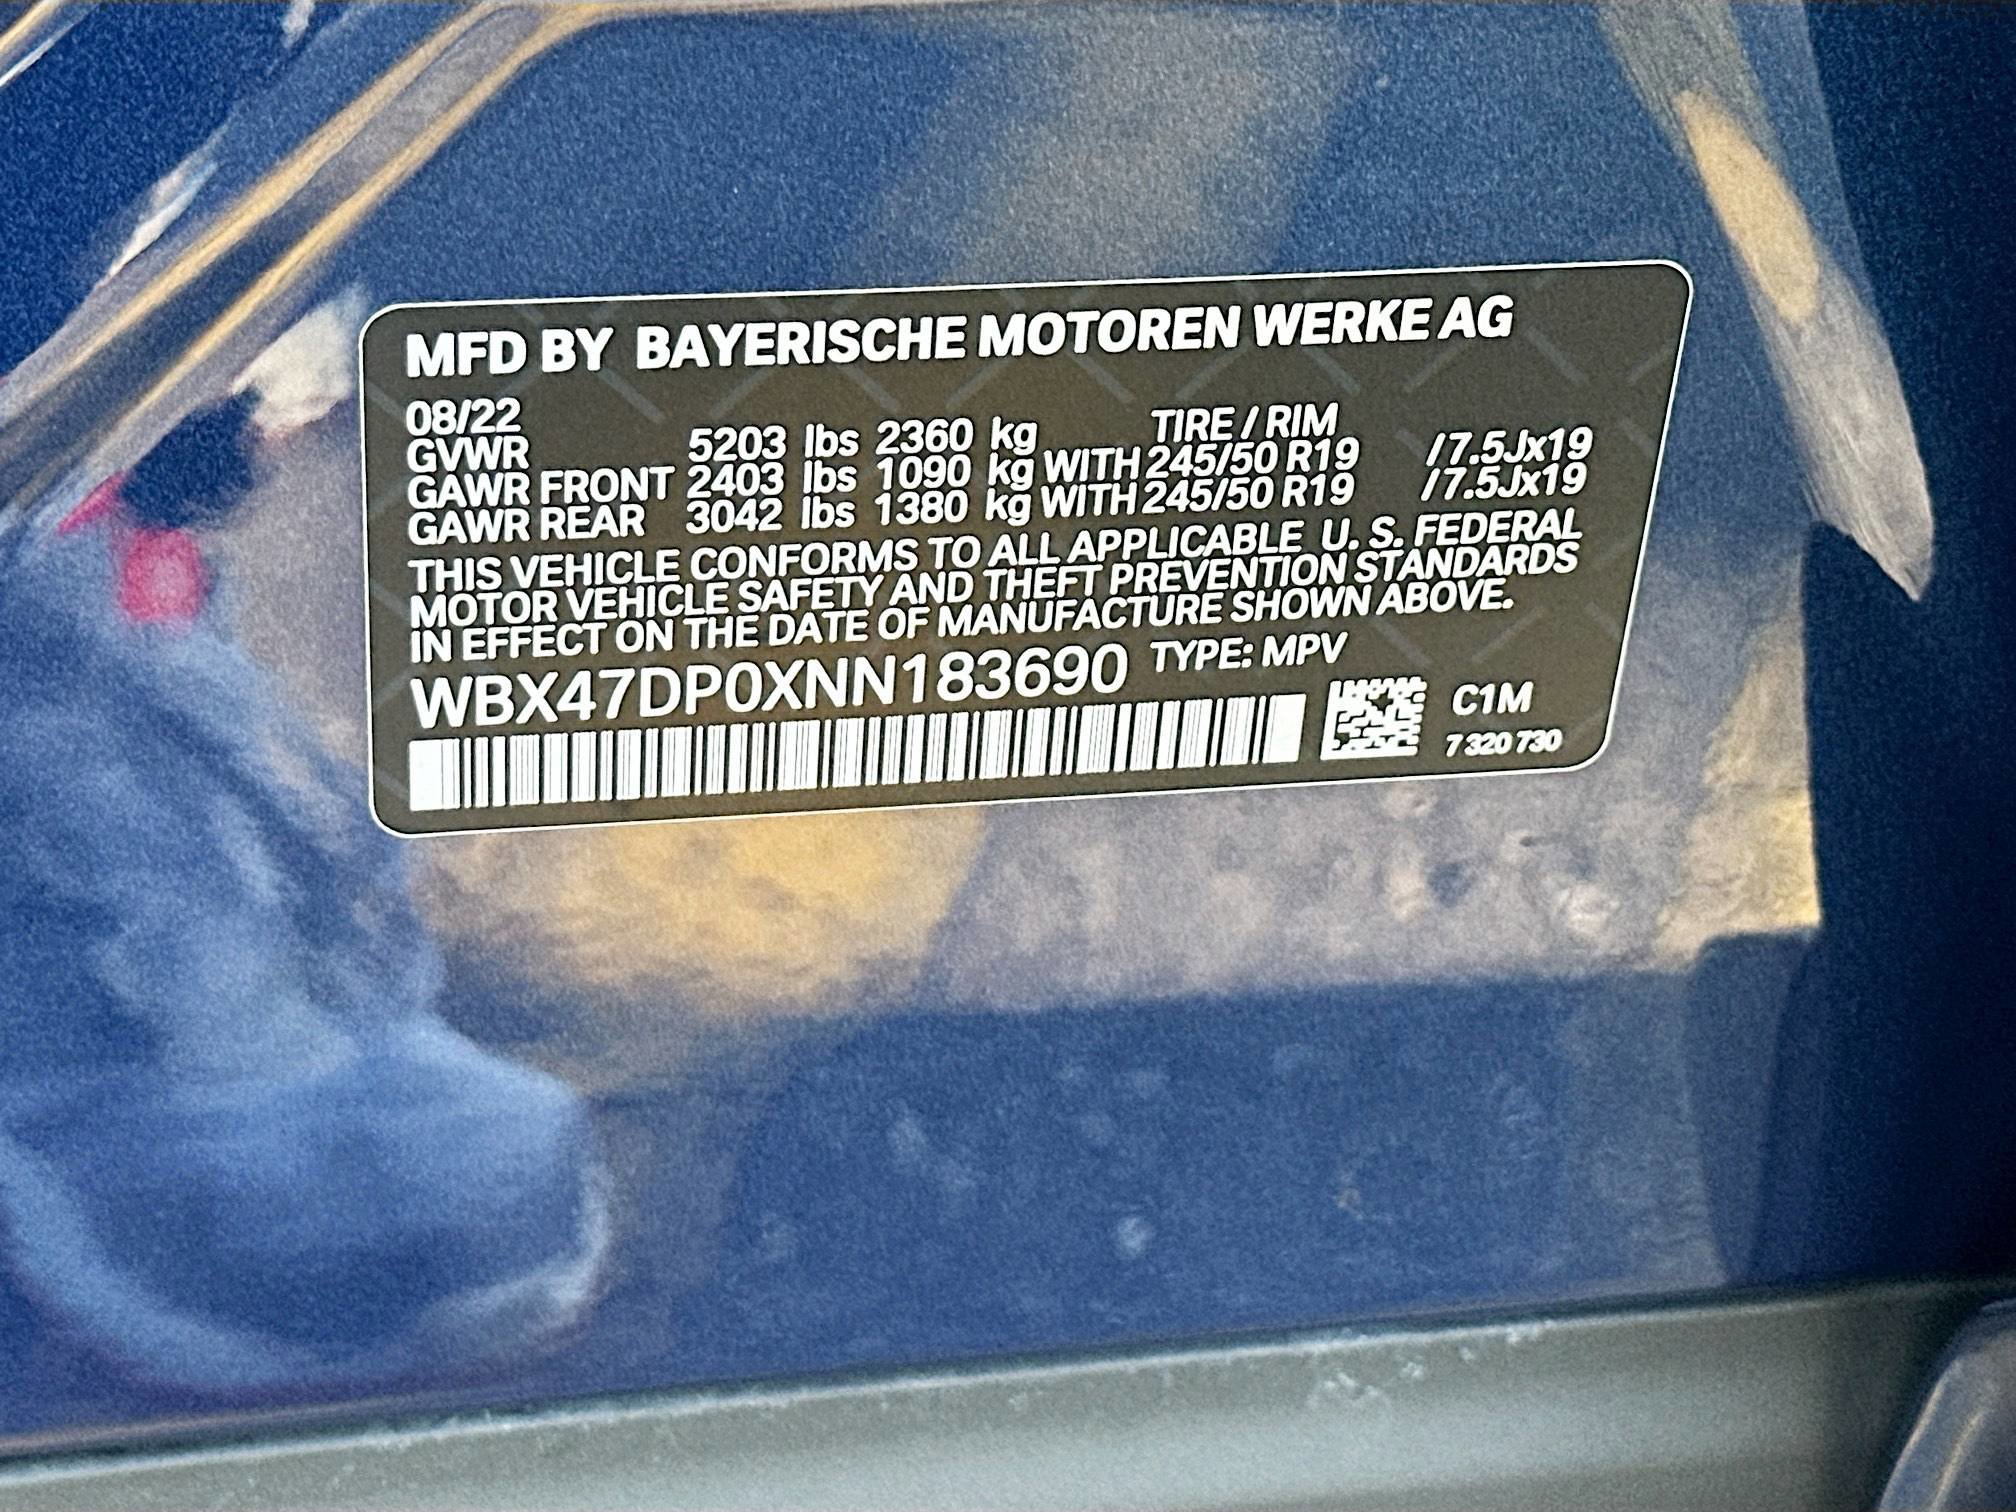 MFD BY BAYERISCHE MOTOREN WERKE AG
08/22 TIRE / RIM
GVWR 5203 lbs 2360 kg
GAWR FRONT 2403 lbs 1090 kg WITH 245/50 R19 /7.5Jx19
GAWR REAR 3042 lbs 1380 kg WITH 245/50 R19 /7.5Jx19
THIS VEHICLE CONFORMS TO ALL APPLICABLE U. S. FEDERAL
MOTOR VEHICLE SAFETY AND THEFT PREVENTION STANDARDS
IN EFFECT ON THE DATE OF MANUFACTURE SHOWN ABOVE.
WBX47DP0XNN183690 TYPE: MPV
C1M
7 320 730